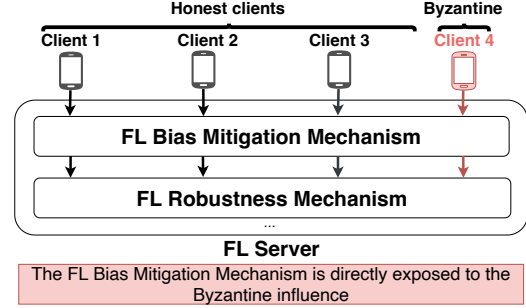 Honest clients Byzantine
Client 1 Client 2 Client 3 Client 4
FL Bias Mitigation Mechanism
FL Robustness Mechanism
...
FL Server
The FL Bias Mitigation Mechanism is directly exposed to the
Byzantine influence